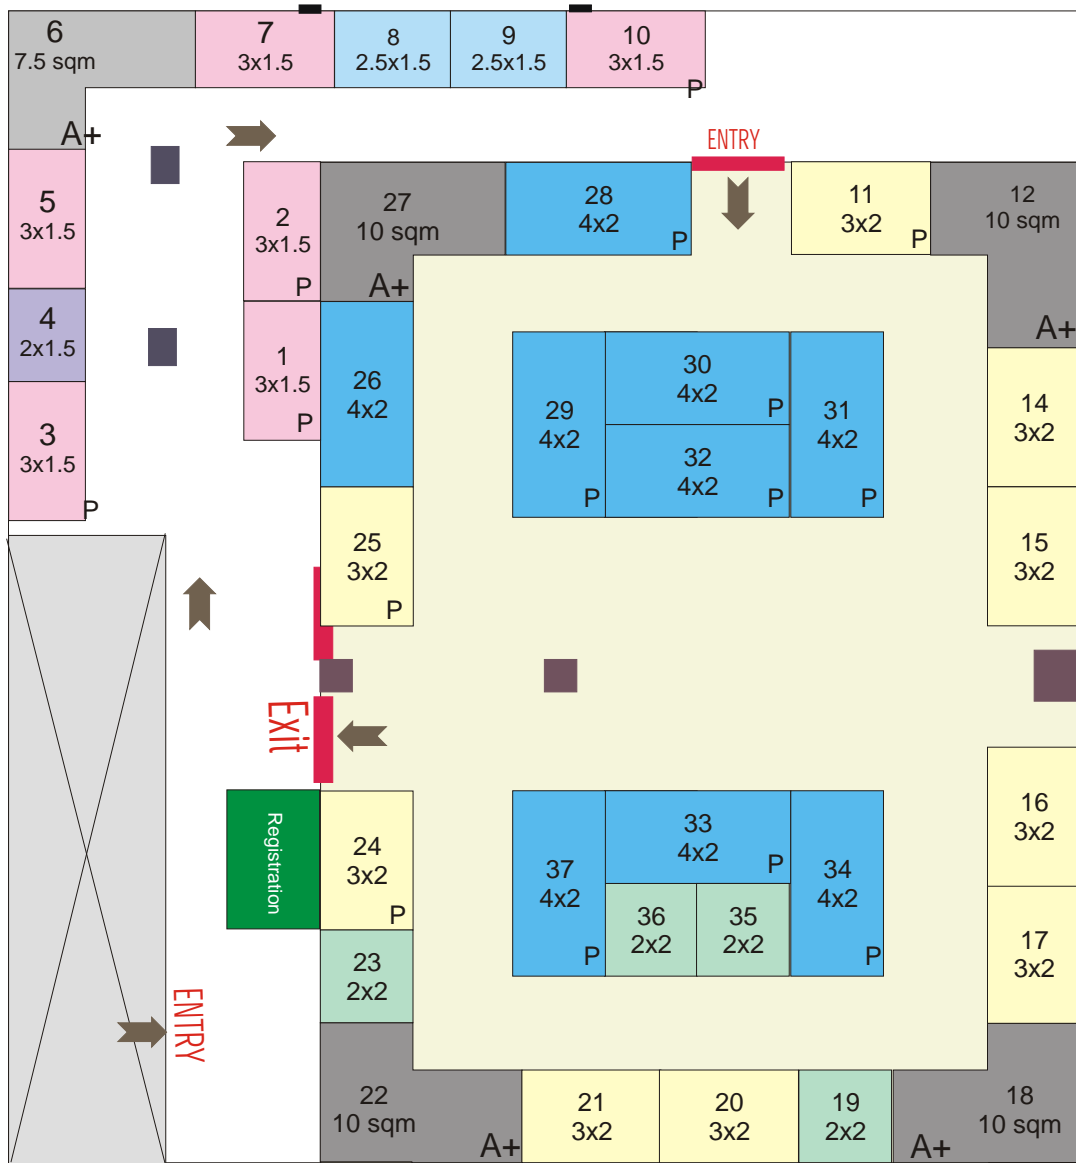 6
7.5 sqm
A+
7
3x1.5
8
2.5x1.5
9
2.5x1.5
10
3x1.5
P
ENTRY
5
3x1.5
4
2x1.5
3
3x1.5
P
2
3x1.5
P
1
3x1.5
P
27
10 sqm
A+
28
4x2
P
11
3x2
P
12
10 sqm
A+
26
4x2
25
3x2
P
29
4x2
P
30
4x2
P
32
4x2
P
31
4x2
P
14
3x2
15
3x2
Exit
Registration
24
3x2
P
23
2x2
37
4x2
P
33
4x2
P
36
2x2
35
2x2
34
4x2
P
16
3x2
17
3x2
ENTRY
22
10 sqm
A+
21
3x2
20
3x2
19
2x2
18
10 sqm
A+